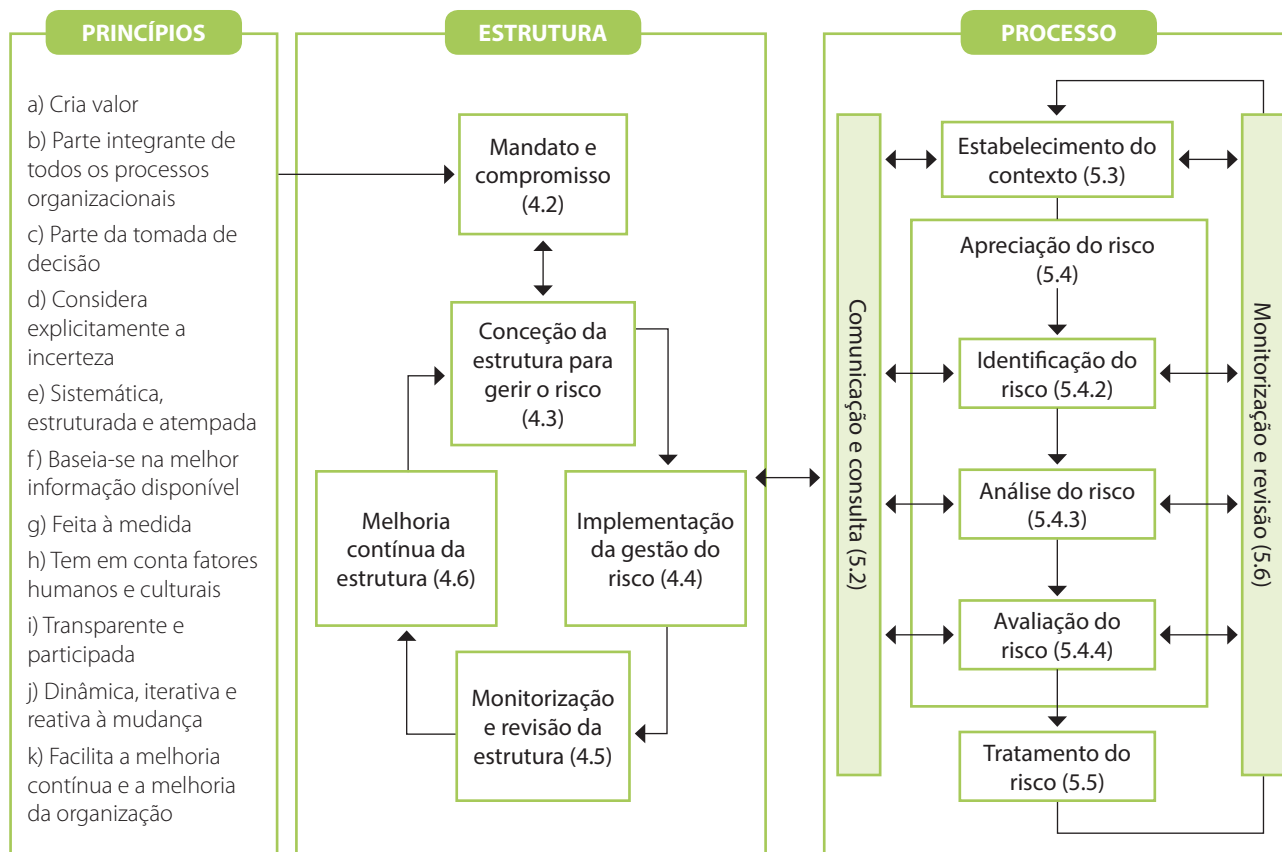 PRINCÍPIOS
a) Cria valor
b) Parte integrante de
todos os processos
organizacionais
c) Parte da tomada de
decisão
d) Considera
explicitamente a
incerteza
e) Sistemática,
estruturada e atempada
f) Baseia-se na melhor
informação disponível
g) Feita à medida
h) Tem em conta fatores
humanos e culturais
i) Transparente e
participada
j) Dinâmica, iterativa e
reativa à mudança
k) Facilita a melhoria
contínua e a melhoria
da organização
ESTRUTURA
Mandato e
compromisso
(4.2)
Conceção da
estrutura para
gerir o risco
(4.3)
Melhoria
contínua da
estrutura (4.6)
Implementação
da gestão do
risco (4.4)
Monitorização
e revisão da
estrutura (4.5)
PROCESSO
Comunicação e consulta (5.2)
Estabelecimento do
contexto (5.3)
Apreciação do risco
(5.4)
Identificação do
risco (5.4.2)
Análise do risco
(5.4.3)
Avaliação do
risco (5.4.4)
Tratamento do
risco (5.5)
Monitorização e revisão (5.6)